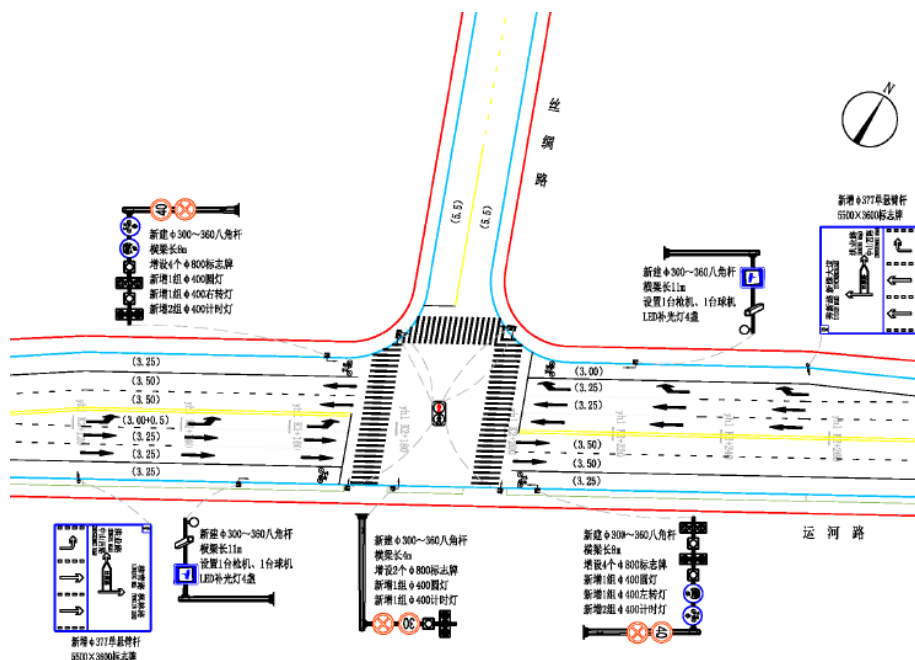 N
丝
绸
路
(5.5)
(5.5)
40
新建φ300～360八角杆
横梁长8m
增设4个φ800标志牌
新增1组φ400圆灯
新增1组φ400右转灯
新增2组φ400计时灯
新建φ300～360八角杆
横梁长11m
设置1台枪机、1台球机
LED补光灯4盏
新增φ377单悬臂杆
5500×3600标志牌
(3.25)
(3.50)
(3.50)
(3.00+0.5)
(3.25)
(3.25)
(3.00)
(3.25)
(3.25)
(3.50)
(3.50)
(3.25)
运 河 路
新建φ300～360八角杆
横梁长11m
设置1台枪机、1台球机
LED补光灯4盏
新增φ377单悬臂杆
5500×3600标志牌
新建φ300～360八角杆
横梁长4m
增设2个φ800标志牌
新增1组φ400圆灯
新增1组φ400计时灯
30
新建φ300～360八角杆
横梁长8m
增设4个φ800标志牌
新增1组φ400圆灯
新增1组φ400左转灯
新增2组φ400计时灯
40